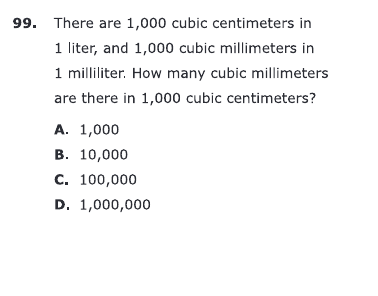 99. There are 1,000 cubic centimeters in
1 liter, and 1,000 cubic millimeters in
1 milliliter. How many cubic millimeters
are there in 1,000 cubic centimeters?
A. 1,000
B. 10,000
C. 100,000
D. 1,000,000